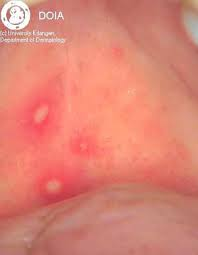 DOIA
(c) University Erlangen,
Department of Dermatology